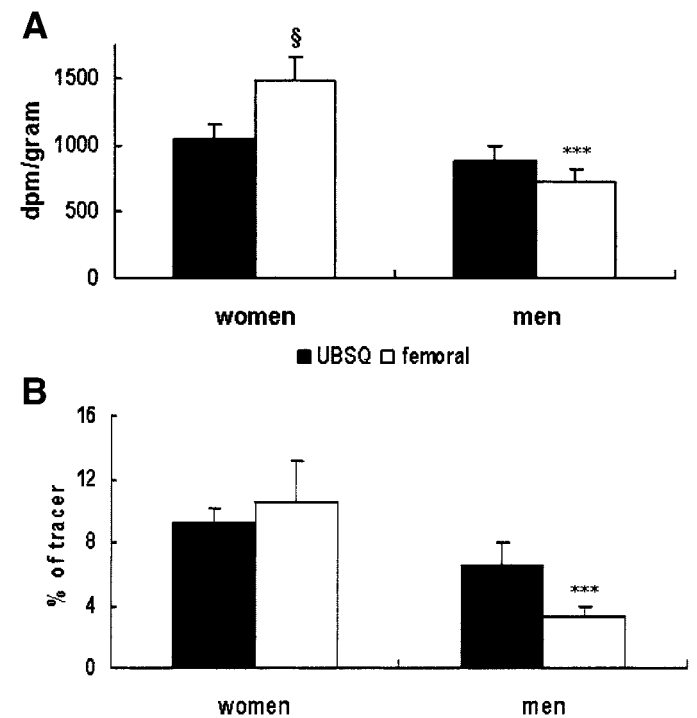 A
§
1500
1000
500
0
dpm/gram
***
women men
■ UBSQ □ femoral
B
16
12
8
4
0
% of tracer
***
women men